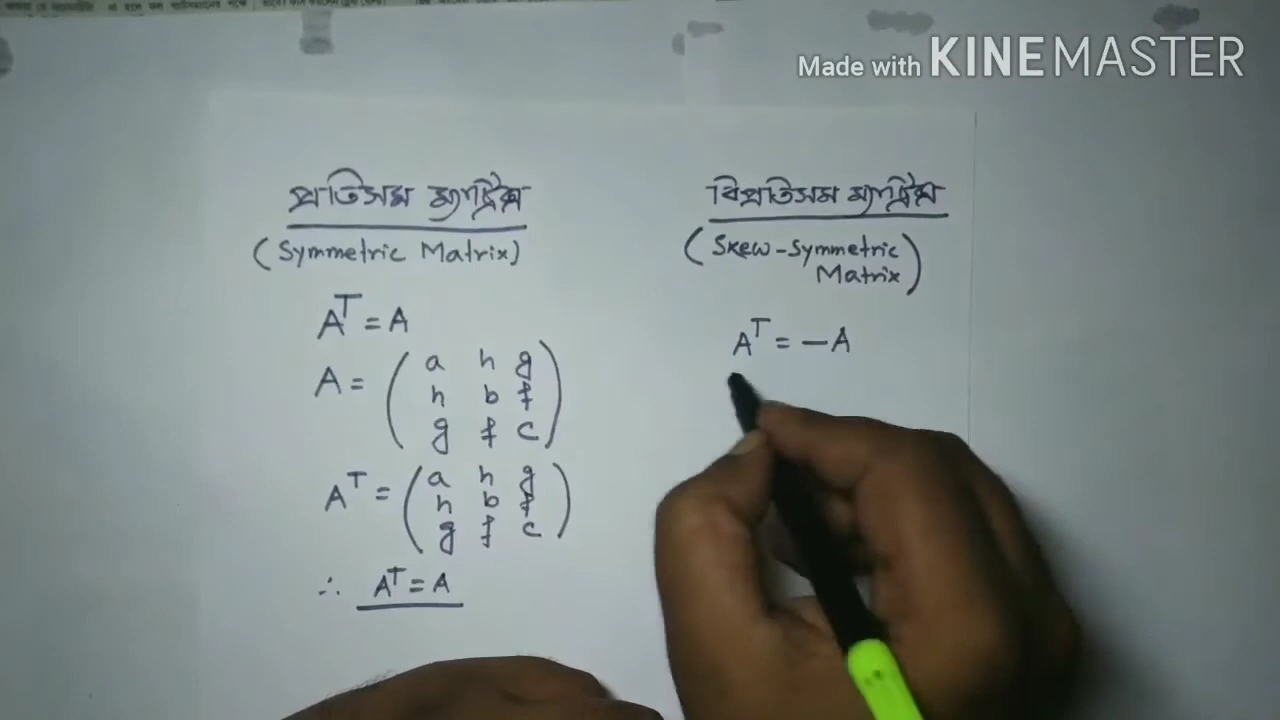 Made with KINEMASTER
প্রতিসম ম্যাট্রিক্স
(Symmetric Matrix)
A^T = A
A = ( a h g
h b f
g f c )
A^T = ( a h g
h b f
g f c )
∴ A^T = A
বিপ্রতিসম ম্যাট্রিক্স
(Skew-Symmetric
Matrix)
A^T = -A